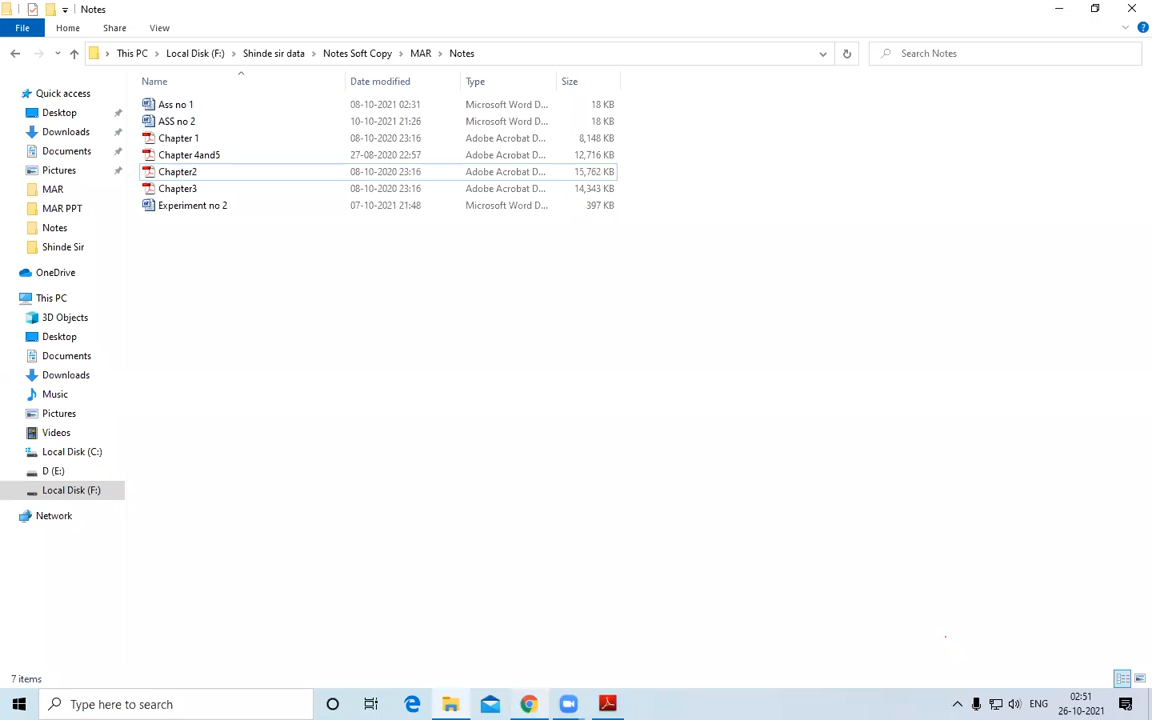 Notes
File Home Share View
This PC Local Disk (F:) Shinde sir data Notes Soft Copy MAR Notes Search Notes
Name Date modified Type Size
Ass no 1 08-10-2021 02:31 Microsoft Word D... 18 KB
ASS no 2 10-10-2021 21:26 Microsoft Word D... 18 KB
Chapter 1 08-10-2020 23:16 Adobe Acrobat D... 8,148 KB
Chapter 4and5 27-08-2020 22:57 Adobe Acrobat D... 12,716 KB
Chapter2 08-10-2020 23:16 Adobe Acrobat D... 15,762 KB
Chapter3 08-10-2020 23:16 Adobe Acrobat D... 14,343 KB
Experiment no 2 07-10-2021 21:48 Microsoft Word D... 397 KB
Quick access
Desktop
Downloads
Documents
Pictures
MAR
MAR PPT
Notes
Shinde Sir
OneDrive
This PC
3D Objects
Desktop
Documents
Downloads
Music
Pictures
Videos
Local Disk (C:)
D (E:)
Local Disk (F:)
Network
7 items
Type here to search
ENG
02:51
26-10-2021